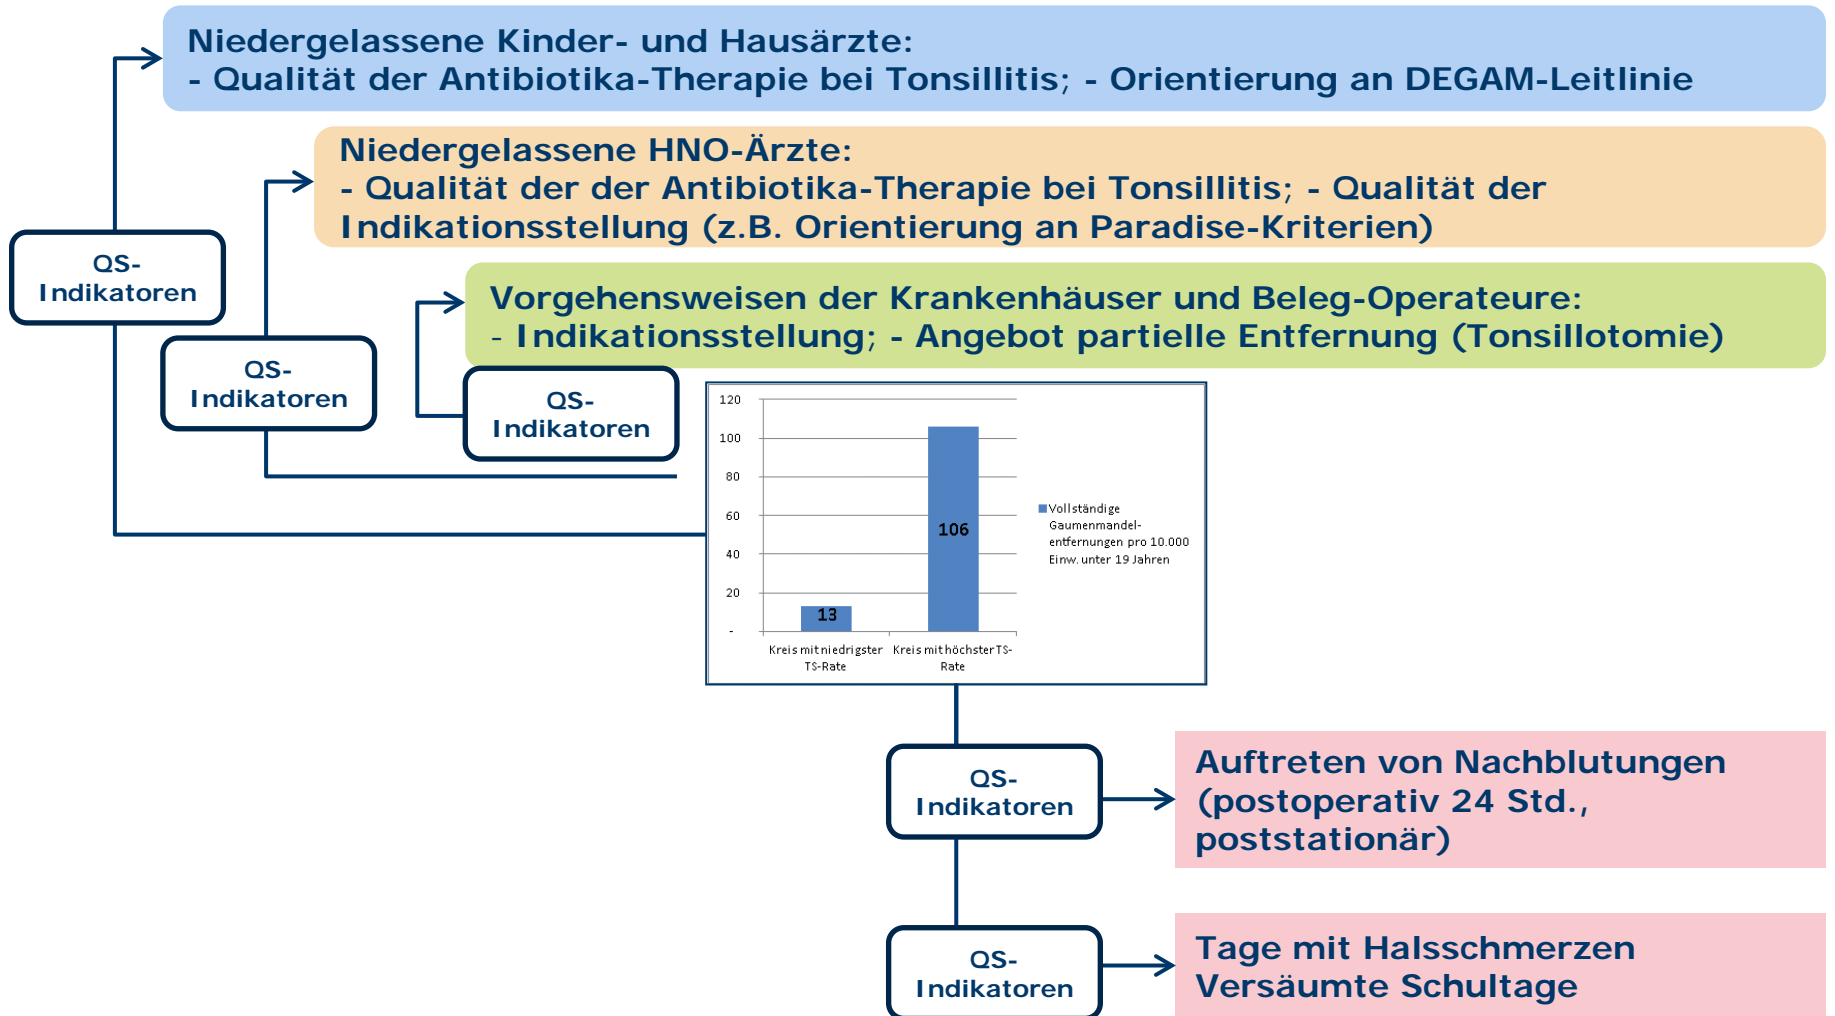 Niedergelassene Kinder- und Hausärzte:
- Qualität der Antibiotika-Therapie bei Tonsillitis; - Orientierung an DEGAM-Leitlinie
Niedergelassene HNO-Ärzte:
- Qualität der der Antibiotika-Therapie bei Tonsillitis; - Qualität der
Indikationsstellung (z.B. Orientierung an Paradise-Kriterien)
QS-
Indikatoren
Vorgehensweisen der Krankenhäuser und Beleg-Operateure:
- Indikationsstellung; - Angebot partielle Entfernung (Tonsillotomie)
QS-
Indikatoren
QS-
Indikatoren
120
100
80
60
40
20
-
106
13
Kreis mit niedrigster
TS-Rate
Kreis mit höchster TS-
Rate
Vollständige
Gaumenmandel-
entfernungen pro 10.000
Einw. unter 19 Jahren
QS-
Indikatoren
Auftreten von Nachblutungen
(postoperativ 24 Std.,
poststationär)
QS-
Indikatoren
Tage mit Halsschmerzen
Versäumte Schultage